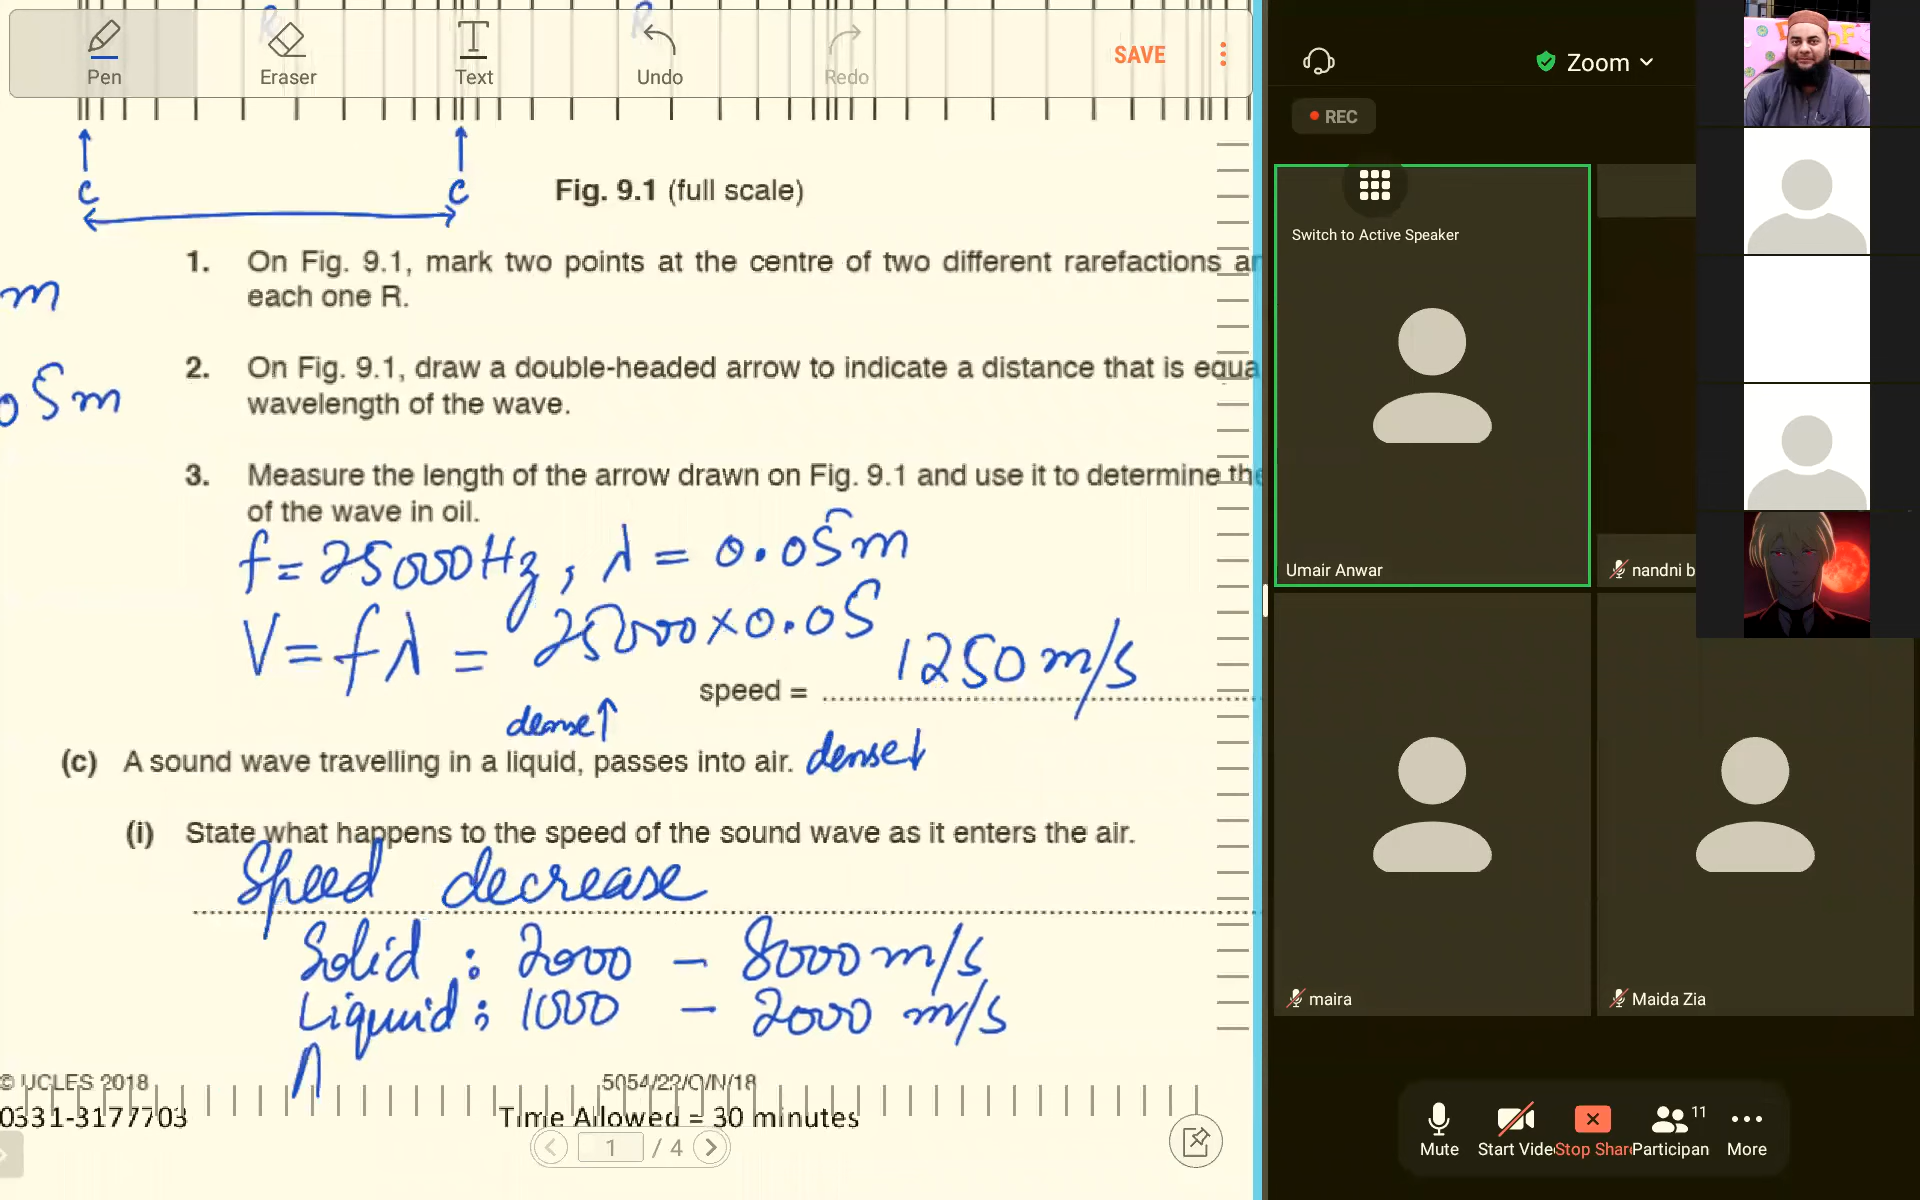 Pen Eraser Text Undo Redo SAVE
R R
C C
Fig. 9.1 (full scale)
1. On Fig. 9.1, mark two points at the centre of two different rarefactions
each one R.
m
2. On Fig. 9.1, draw a double-headed arrow to indicate a distance that is equa
wavelength of the wave.
05m
3. Measure the length of the arrow drawn on Fig. 9.1 and use it to determine the
of the wave in oil.
f = 25000Hz, λ = 0.05m
V = fλ = 25000 × 0.05
speed = 1250 m/s
dense↑
(c) A sound wave travelling in a liquid, passes into air. dense↓
(i) State what happens to the speed of the sound wave as it enters the air.
Speed decrease
Solid : 2000 – 8000 m/s
Liquid : 1000 – 2000 m/s
© UCLES 2018 5054/22/O/N/18
0331-3177703 Time Allowed = 30 minutes
1 / 4
Zoom
REC
Switch to Active Speaker
Umair Anwar
nandni b
maira
Maida Zia
11
Mute Start Vide Stop Shar Participan More